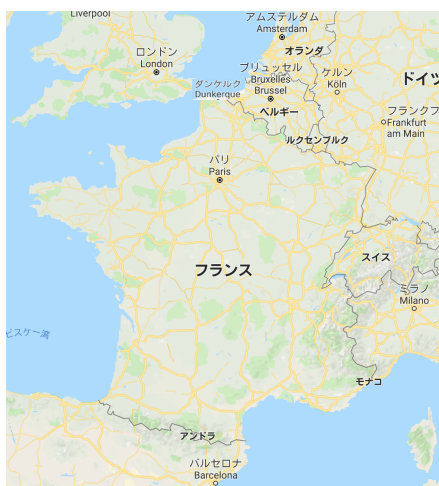 Liverpool
アムステルダム
Amsterdam
オランダ
ロンドン
London
ブリュッセル
Bruxelles
Brussel
ケルン
Köln
ドイツ
ダンケルク
Dunkerque
ベルギー
フランクフ
Frankfurt
am Main
ルクセンブルク
パリ
Paris
フランス
スイス
ミラノ
Milano
ビスケー湾
モナコ
アンドラ
バルセロナ
Barcelona